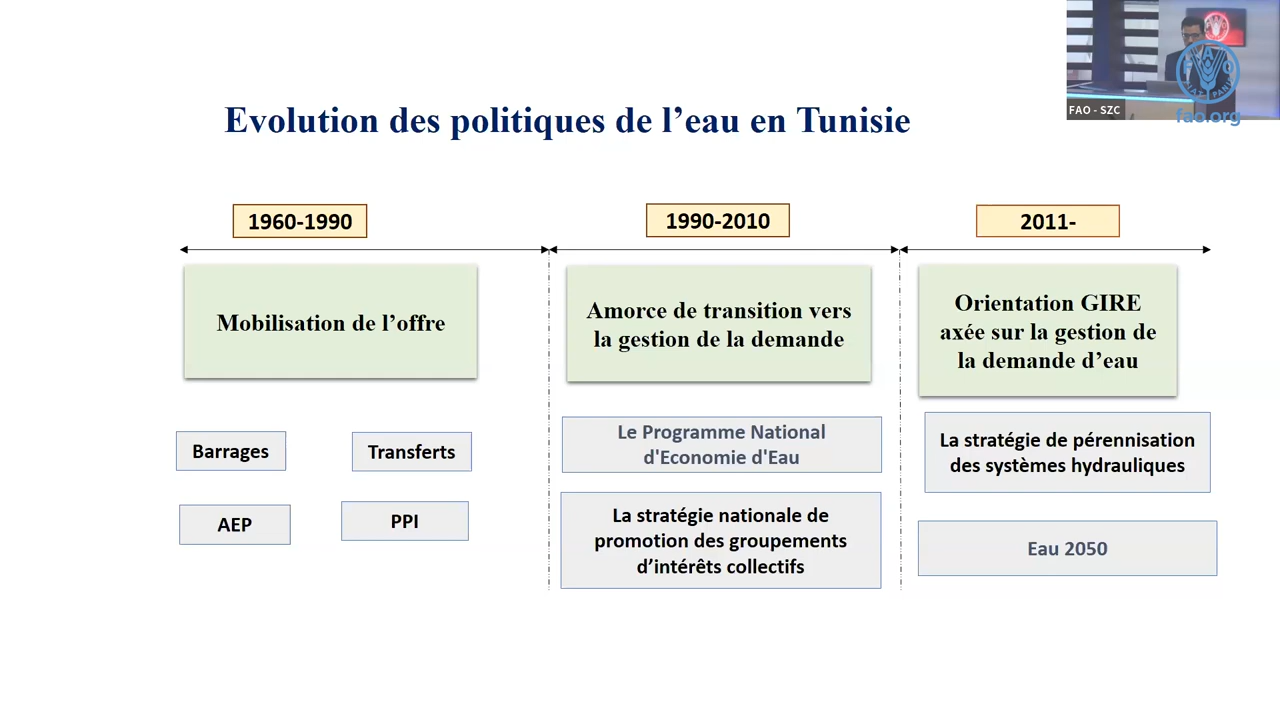 FAO - SZC
fao.org
Evolution des politiques de l’eau en Tunisie
1960-1990
1990-2010
2011-
Mobilisation de l’offre
Amorce de transition vers
la gestion de la demande
Orientation GIRE
axée sur la gestion de
la demande d’eau
Barrages
Transferts
AEP
PPI
Le Programme National
d'Economie d'Eau
La stratégie nationale de
promotion des groupements
d’intérêts collectifs
La stratégie de pérennisation
des systèmes hydrauliques
Eau 2050